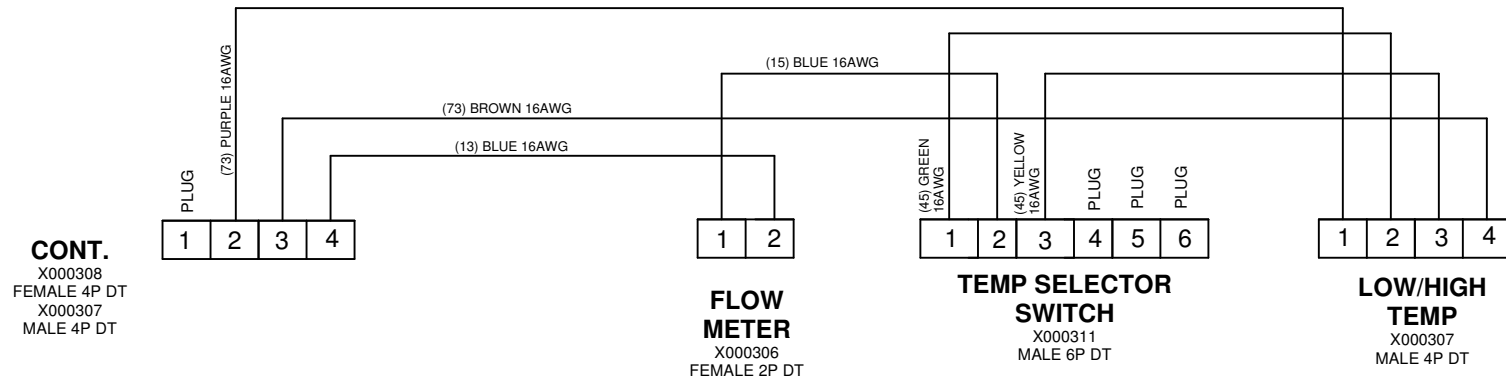 (15) BLUE 16AWG
(73) PURPLE 16AWG
(73) BROWN 16AWG
(13) BLUE 16AWG
PLUG
(45) GREEN
16AWG
(45) YELLOW
16AWG
PLUG
PLUG
PLUG
1 2 3 4
1 2
1 2 3 4 5 6
1 2 3 4
CONT.
X000308
FEMALE 4P DT
X000307
MALE 4P DT
FLOW
METER
X000306
FEMALE 2P DT
TEMP SELECTOR
SWITCH
X000311
MALE 6P DT
LOW/HIGH
TEMP
X000307
MALE 4P DT